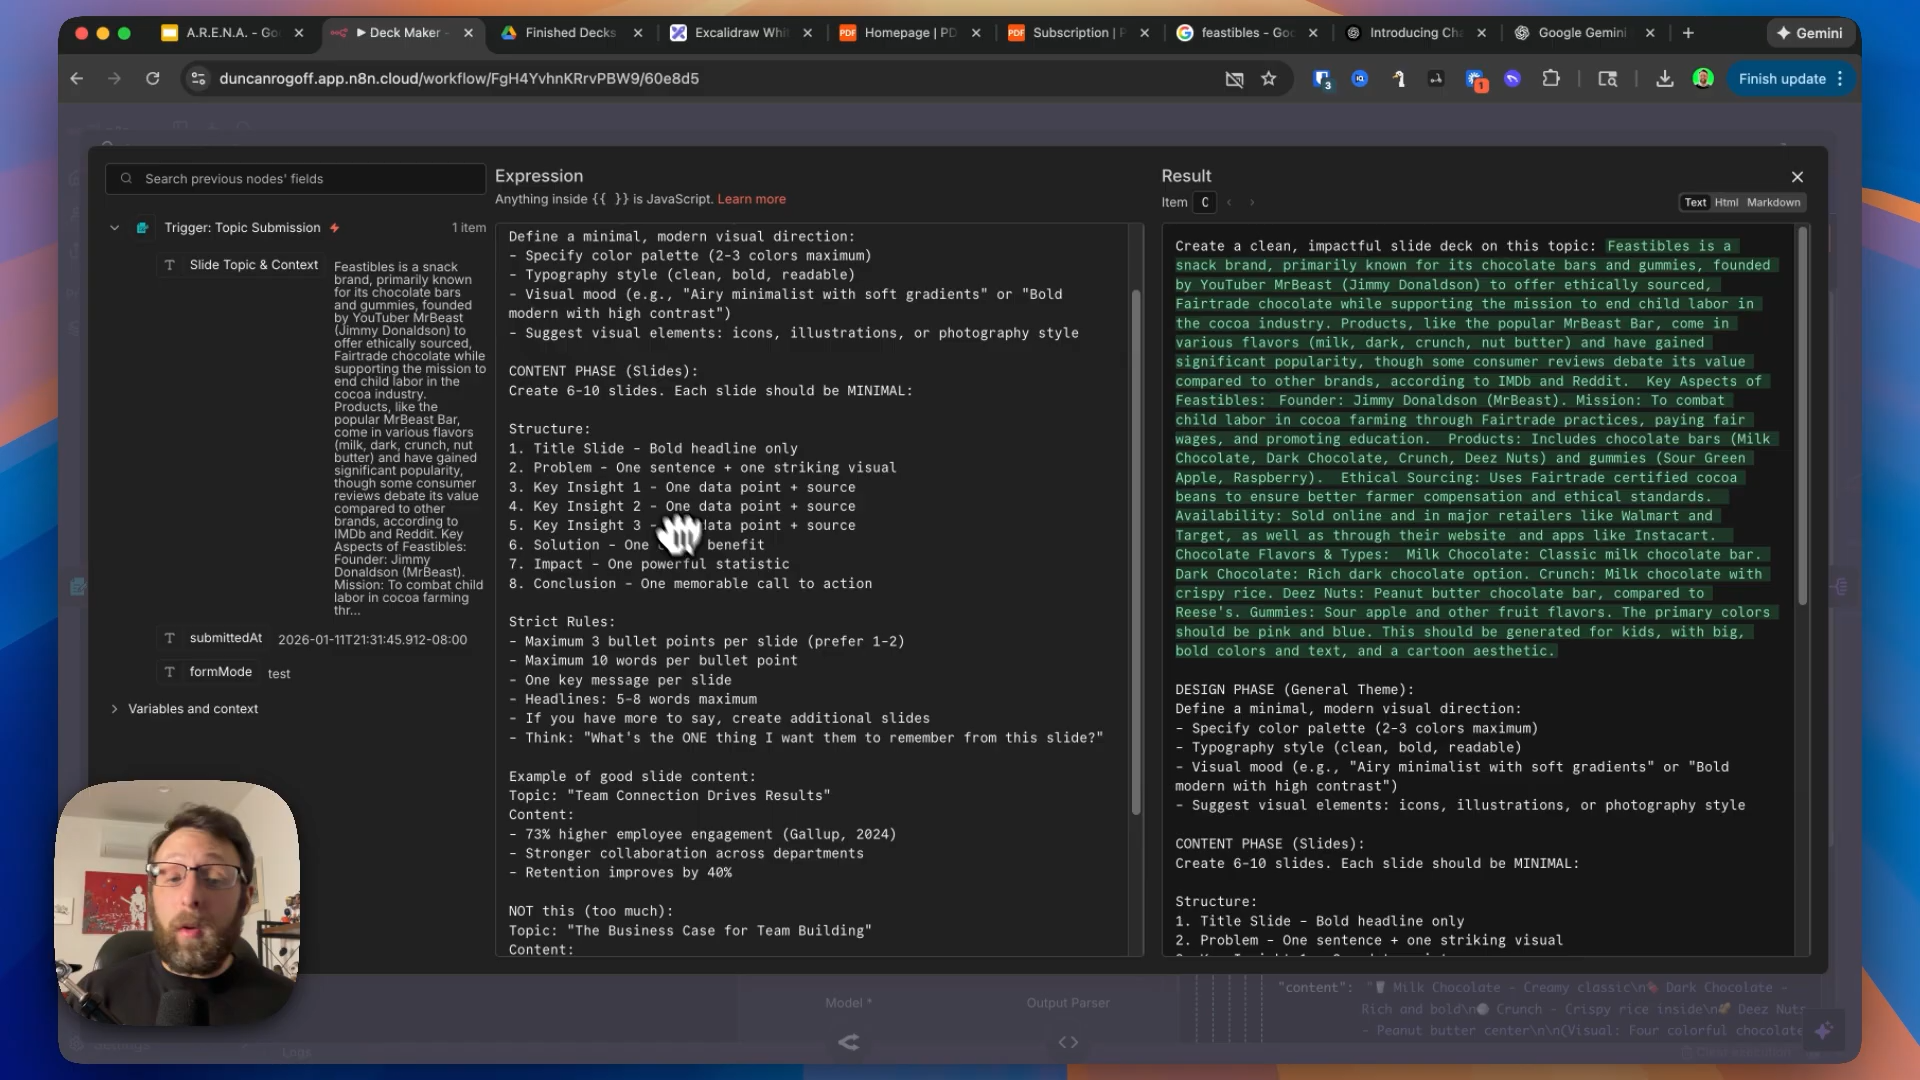 A.R.E.N.A. - Go
Deck Maker -
Finished Decks
Excalidraw Whit
Homepage | PD
Subscription | P
feastibles - Goo
Introducing Cha
Google Gemini
Gemini
duncanrogoff.app.n8n.cloud/workflow/FgH4YvhnKRrvPBW9/60e8d5
3
1
Finish update
Search previous nodes' fields
Trigger: Topic Submission
1 item
Slide Topic & Context
Feastibles is a snack
brand, primarily known
for its chocolate bars
and gummies, founded
by YouTuber MrBeast
(Jimmy Donaldson) to
offer ethically sourced,
Fairtrade chocolate while
supporting the mission to
end child labor in the
cocoa industry.
Products, like the
popular MrBeast Bar,
come in various flavors
(milk, dark, crunch, nut
butter) and have gained
significant popularity,
though some consumer
reviews debate its value
compared to other
brands, according to
IMDb and Reddit. Key
Aspects of Feastibles:
Founder: Jimmy
Donaldson (MrBeast).
Mission: To combat child
labor in cocoa farming
thr...
submittedAt 2026-01-11T21:31:45.912-08:00
formMode test
Variables and context
Expression
Anything inside {{ }} is JavaScript. Learn more
Define a minimal, modern visual direction:
- Specify color palette (2-3 colors maximum)
- Typography style (clean, bold, readable)
- Visual mood (e.g., "Airy minimalist with soft gradients" or "Bold
modern with high contrast")
- Suggest visual elements: icons, illustrations, or photography style
CONTENT PHASE (Slides):
Create 6-10 slides. Each slide should be MINIMAL:
Structure:
1. Title Slide - Bold headline only
2. Problem - One sentence + one striking visual
3. Key Insight 1 - One data point + source
4. Key Insight 2 - One data point + source
5. Key Insight 3 - data point + source
6. Solution - One benefit
7. Impact - One powerful statistic
8. Conclusion - One memorable call to action
Strict Rules:
- Maximum 3 bullet points per slide (prefer 1-2)
- Maximum 10 words per bullet point
- One key message per slide
- Headlines: 5-8 words maximum
- If you have more to say, create additional slides
- Think: "What's the ONE thing I want them to remember from this slide?"
Example of good slide content:
Topic: "Team Connection Drives Results"
Content:
- 73% higher employee engagement (Gallup, 2024)
- Stronger collaboration across departments
- Retention improves by 40%
NOT this (too much):
Topic: "The Business Case for Team Building"
Content:
Result
Item
Text Html Markdown
Create a clean, impactful slide deck on this topic: Feastibles is a
snack brand, primarily known for its chocolate bars and gummies, founded
by YouTuber MrBeast (Jimmy Donaldson) to offer ethically sourced,
Fairtrade chocolate while supporting the mission to end child labor in
the cocoa industry. Products, like the popular MrBeast Bar, come in
various flavors (milk, dark, crunch, nut butter) and have gained
significant popularity, though some consumer reviews debate its value
compared to other brands, according to IMDb and Reddit. Key Aspects of
Feastibles: Founder: Jimmy Donaldson (MrBeast). Mission: To combat
child labor in cocoa farming through Fairtrade practices, paying fair
wages, and promoting education. Products: Includes chocolate bars (Milk
Chocolate, Dark Chocolate, Crunch, Deez Nuts) and gummies (Sour Green
Apple, Raspberry). Ethical Sourcing: Uses Fairtrade certified cocoa
beans to ensure better farmer compensation and ethical standards.
Availability: Sold online and in major retailers like Walmart and
Target, as well as through their website and apps like Instacart.
Chocolate Flavors & Types: Milk Chocolate: Classic milk chocolate bar.
Dark Chocolate: Rich dark chocolate option. Crunch: Milk chocolate with
crispy rice. Deez Nuts: Peanut butter chocolate bar, compared to
Reese's. Gummies: Sour apple and other fruit flavors. The primary colors
should be pink and blue. This should be generated for kids, with big,
bold colors and text, and a cartoon aesthetic.
DESIGN PHASE (General Theme):
Define a minimal, modern visual direction:
- Specify color palette (2-3 colors maximum)
- Typography style (clean, bold, readable)
- Visual mood (e.g., "Airy minimalist with soft gradients" or "Bold
modern with high contrast")
- Suggest visual elements: icons, illustrations, or photography style
CONTENT PHASE (Slides):
Create 6-10 slides. Each slide should be MINIMAL:
Structure:
1. Title Slide - Bold headline only
2. Problem - One sentence + one striking visual
Model *
Output Parser
"content": "🥛 Milk Chocolate - Creamy classic\n🍫 Dark Chocolate -
Rich and bold\n Crunch - Crispy rice inside\n🥜 Deez Nuts
- Peanut butter center\n\n(Visual: Four colorful chocolate
Settings
Logs
Clear execution